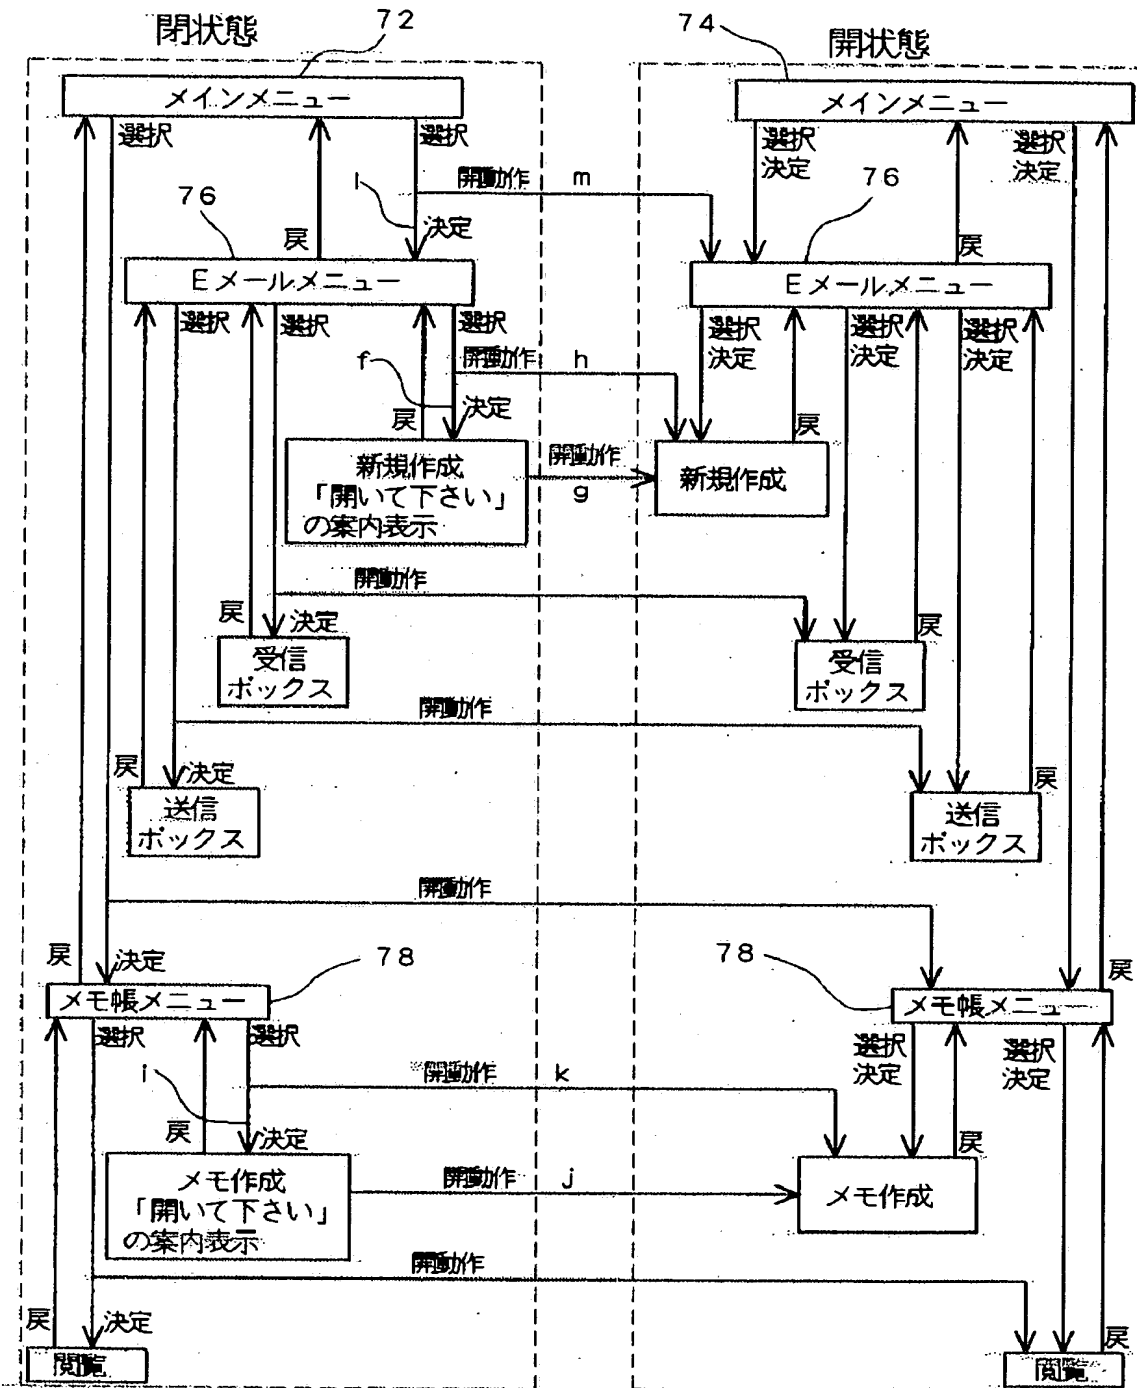 閉状態
72
74
開状態
メインメニュー
メインメニュー
選択
選択
選択
決定
選択
決定
開動作
m
l
76
76
決定
戻
戻
Eメールメニュー
Eメールメニュー
選択
選択
選択
選択
決定
選択
決定
選択
決定
f
開動作
h
決定
戻
戻
新規作成
「開いて下さい」
の案内表示
開動作
g
新規作成
開動作
戻
決定
戻
受信
ボックス
受信
ボックス
開動作
戻
決定
戻
送信
ボックス
送信
ボックス
開動作
戻
決定
78
78
戻
メモ帳メニュー
メモ帳メニュー
選択
選択
選択
決定
選択
決定
i
開動作
k
戻
決定
戻
メモ作成
「開いて下さい」
の案内表示
開動作
j
メモ作成
開動作
戻
決定
戻
閲覧
閲覧